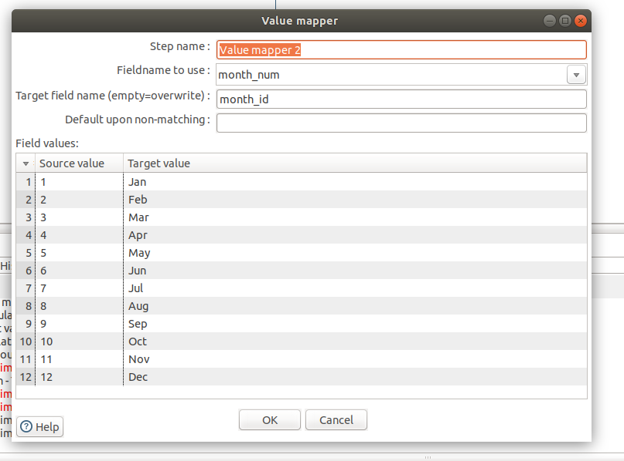 Value mapper
Step name :
Value mapper 2
Fieldname to use :
month_num
Target field name (empty=overwrite) :
month_id
Default upon non-matching :
Field values:
Source value Target value
1 1 Jan
2 2 Feb
3 3 Mar
4 4 Apr
5 5 May
6 6 Jun
7 7 Jul
8 8 Aug
9 9 Sep
10 10 Oct
11 11 Nov
12 12 Dec
Help
OK
Cancel